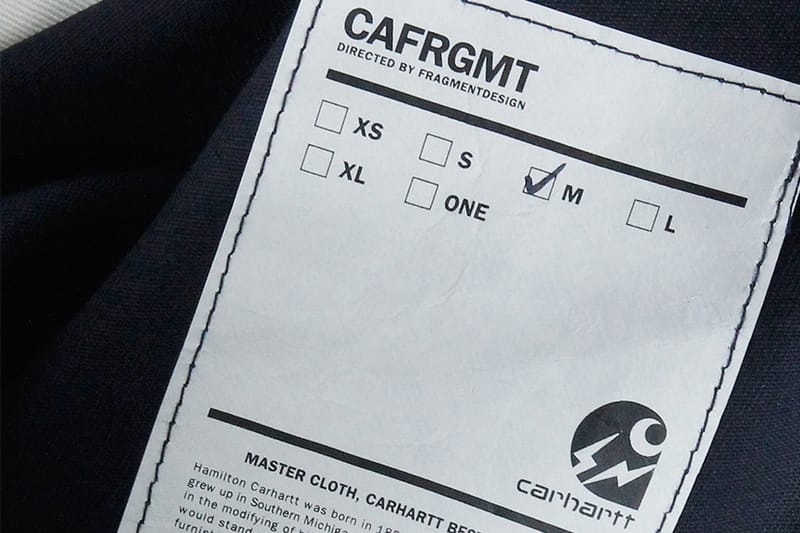 CAFRGMT
DIRECTED BY FRAGMENTDESIGN
XS S M L
XL ONE
carhartt
MASTER CLOTH, CARHARTT
Hamilton Carhartt was born in
grew up in Southern
in the modifying of
would stand